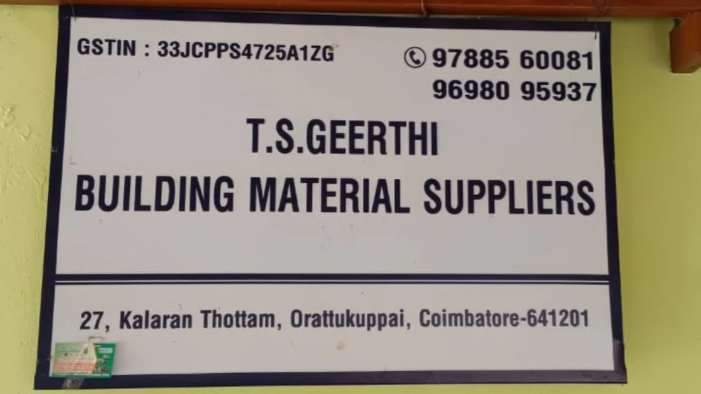 GSTIN : 33JCPPS4725A1ZG
97885 60081
96980 95937
T.S.GEERTHI
BUILDING MATERIAL SUPPLIERS
27, Kalaran Thottam, Orattukuppai, Coimbatore-641201